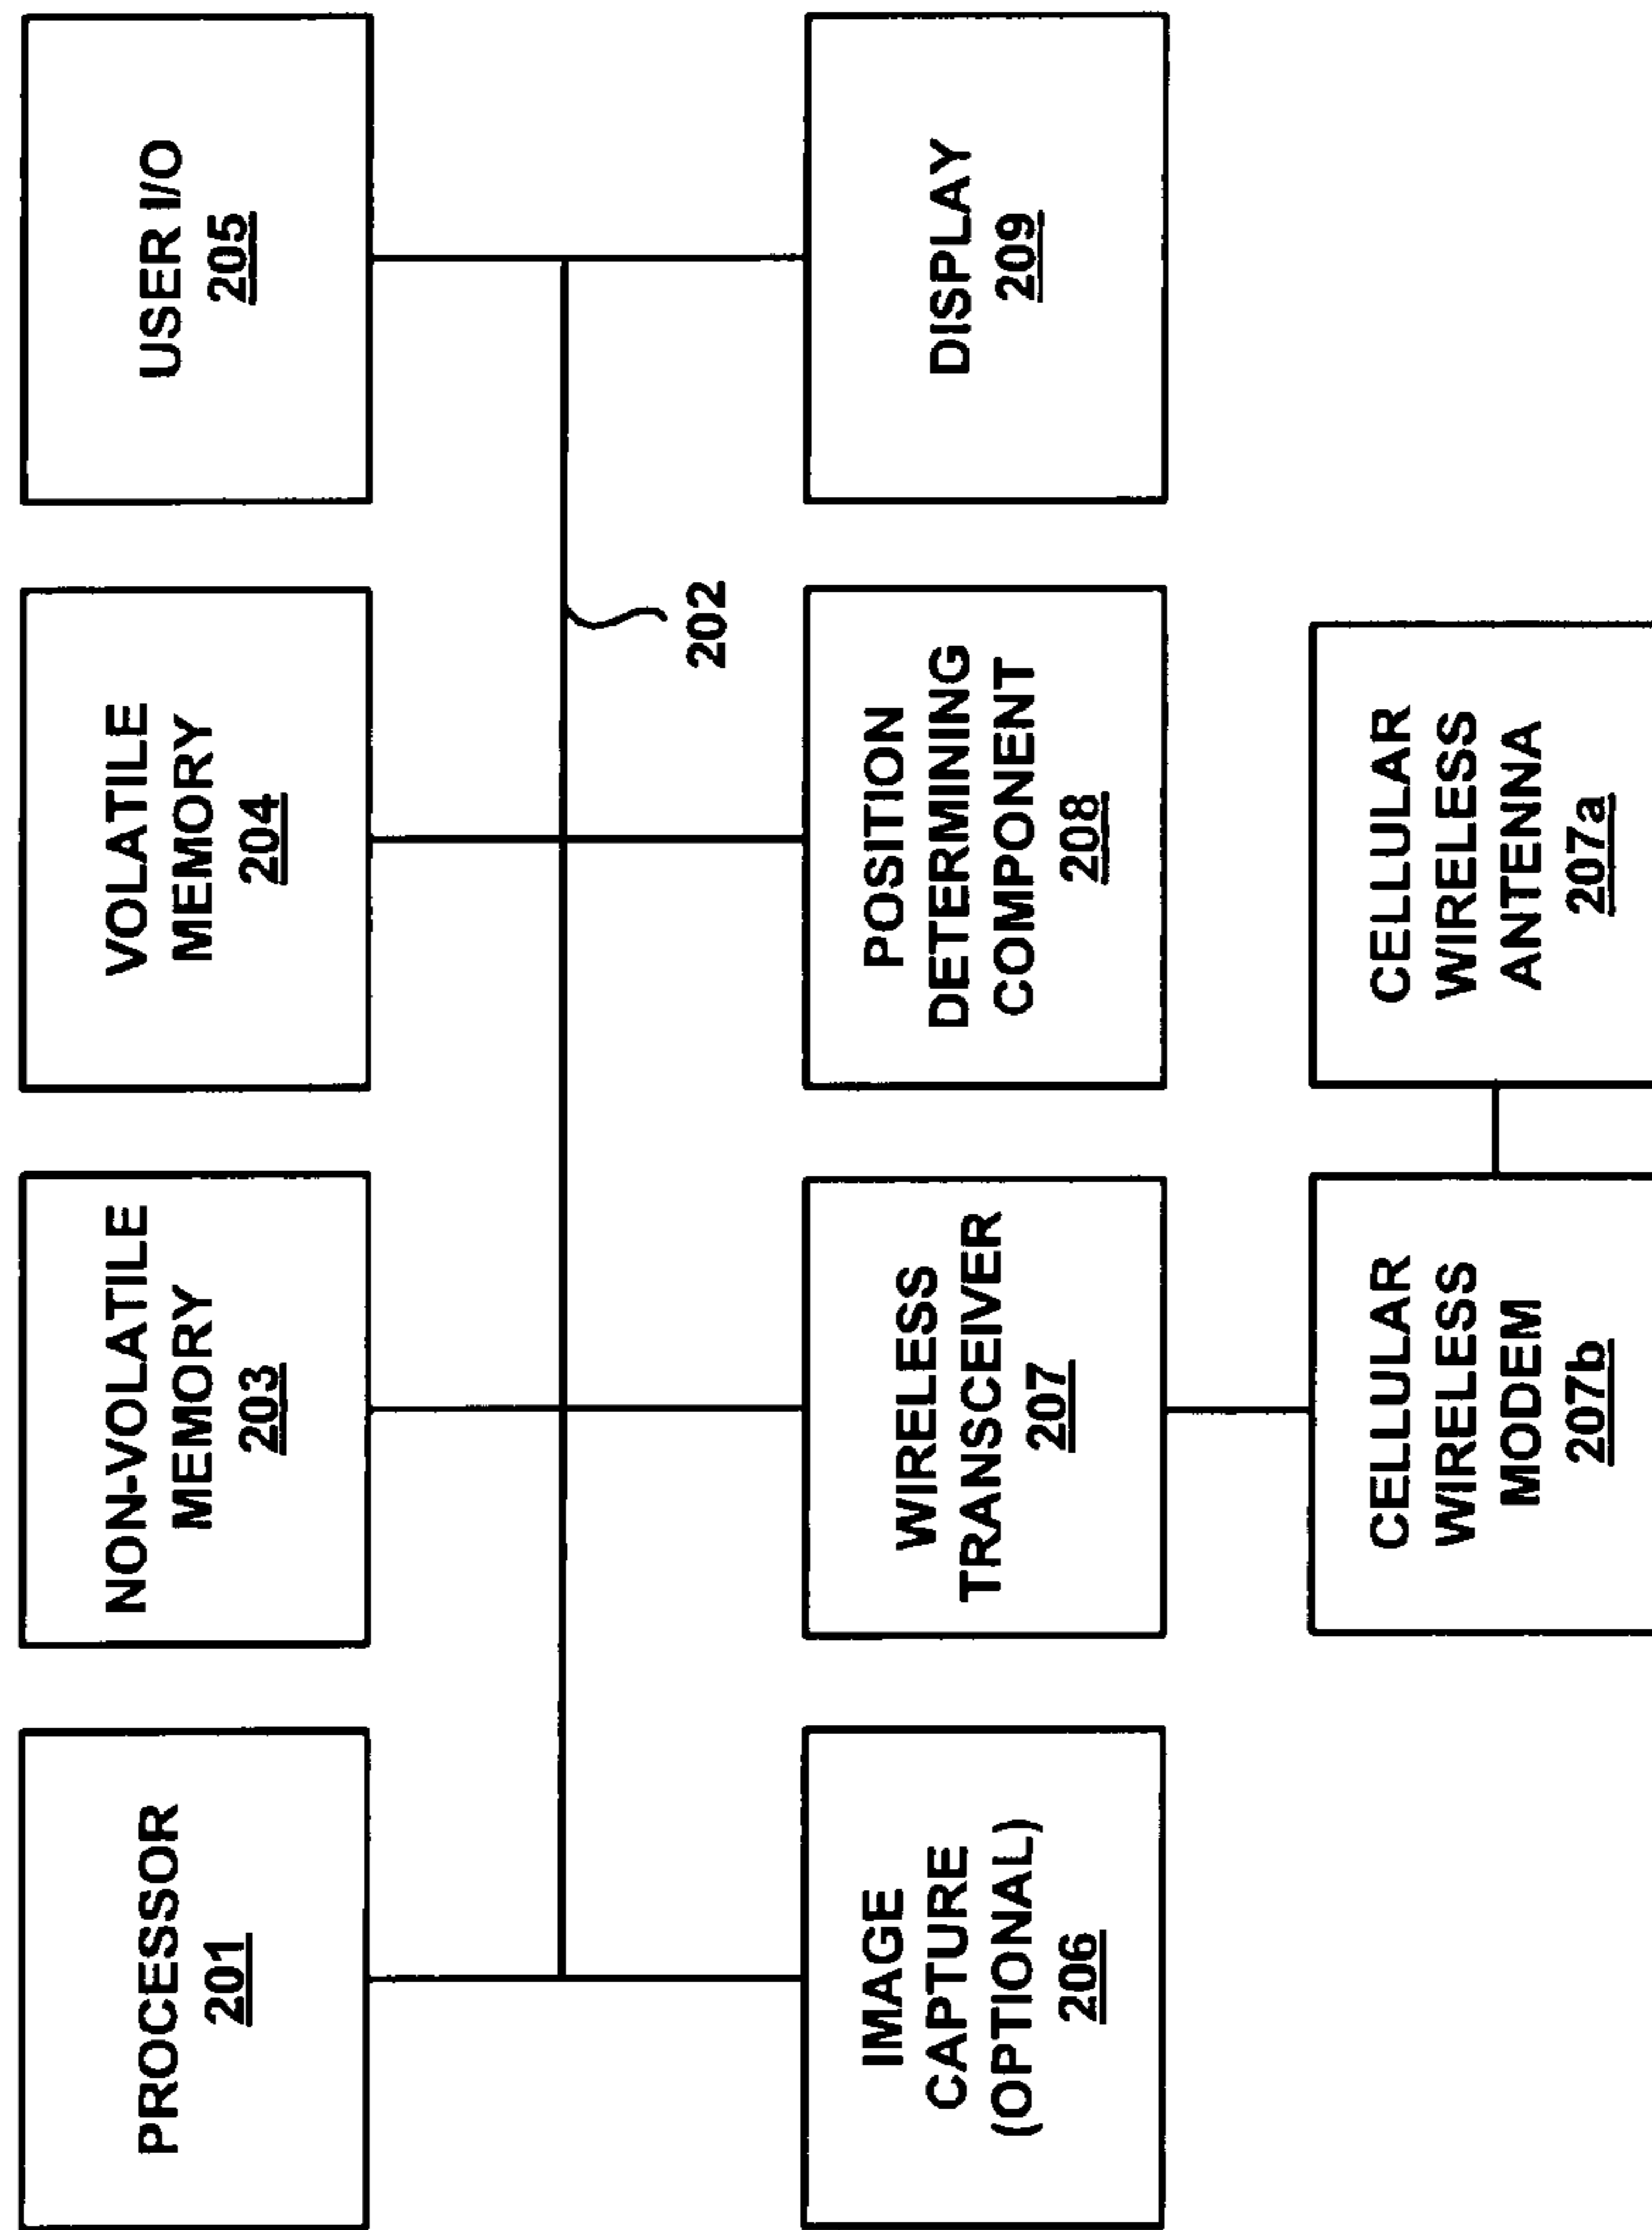 PROCESSOR
201
NON-VOLATILE
MEMORY
203
VOLATILE
MEMORY
204
USER I/O
205
202
IMAGE
CAPTURE
(OPTIONAL)
206
WIRELESS
TRANSCEIVER
207
POSITION
DETERMINING
COMPONENT
208
DISPLAY
209
CELLULAR
WIRELESS
MODEM
207b
CELLULAR
WIRELESS
ANTENNA
207a